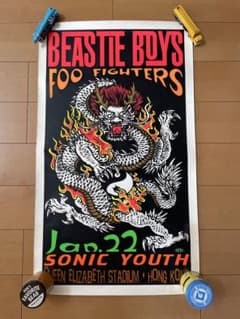 BEASTIE BOYS
FOO FIGHTERS
Jan. 22
SONIC YOUTH
QUEEN ELIZABETH STADIUM • HONG KONG